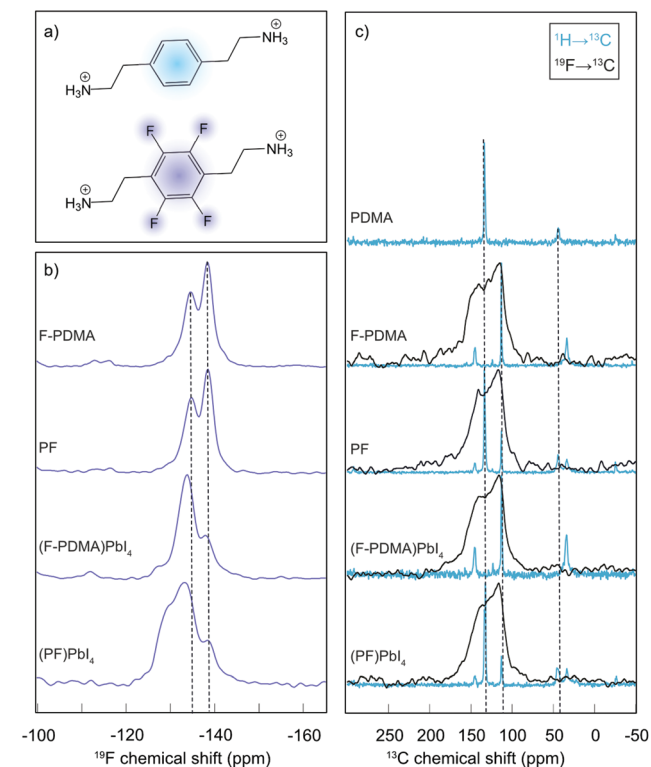 a)
NH₃
⊕
H₃N
⊕
F
F
NH₃
⊕
H₃N
⊕
F
F
b)
F-PDMA
PF
(F-PDMA)PbI₄
(PF)PbI₄
-100 -120 -140 -160
¹⁹F chemical shift (ppm)
c)
¹H→¹³C
¹⁹F→¹³C
PDMA
F-PDMA
PF
(F-PDMA)PbI₄
(PF)PbI₄
250 200 150 100 50 0 -50
¹³C chemical shift (ppm)